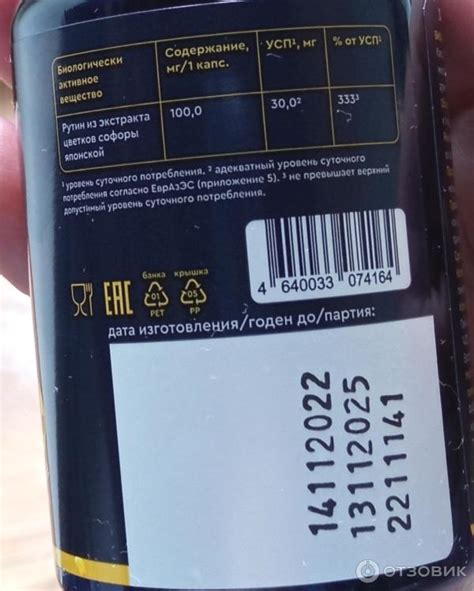 Биологически активное вещество
Содержание, мг/1 капс.
УСП¹, мг
% от УСП¹
Рутин из экстракта цветков софоры японской
100,0
30,0²
333³
¹ уровень суточного потребления. ² адекватный уровень суточного
потребления согласно ЕврАзЭС (приложение 5). ³ не превышает верхний
допустимый уровень суточного потребления.
4 640033 074164
EAC
банка
крышка
01
PET
05
PP
дата изготовления/годен до/партия:
14112022
13112025
2211141
ОТЗОВИК